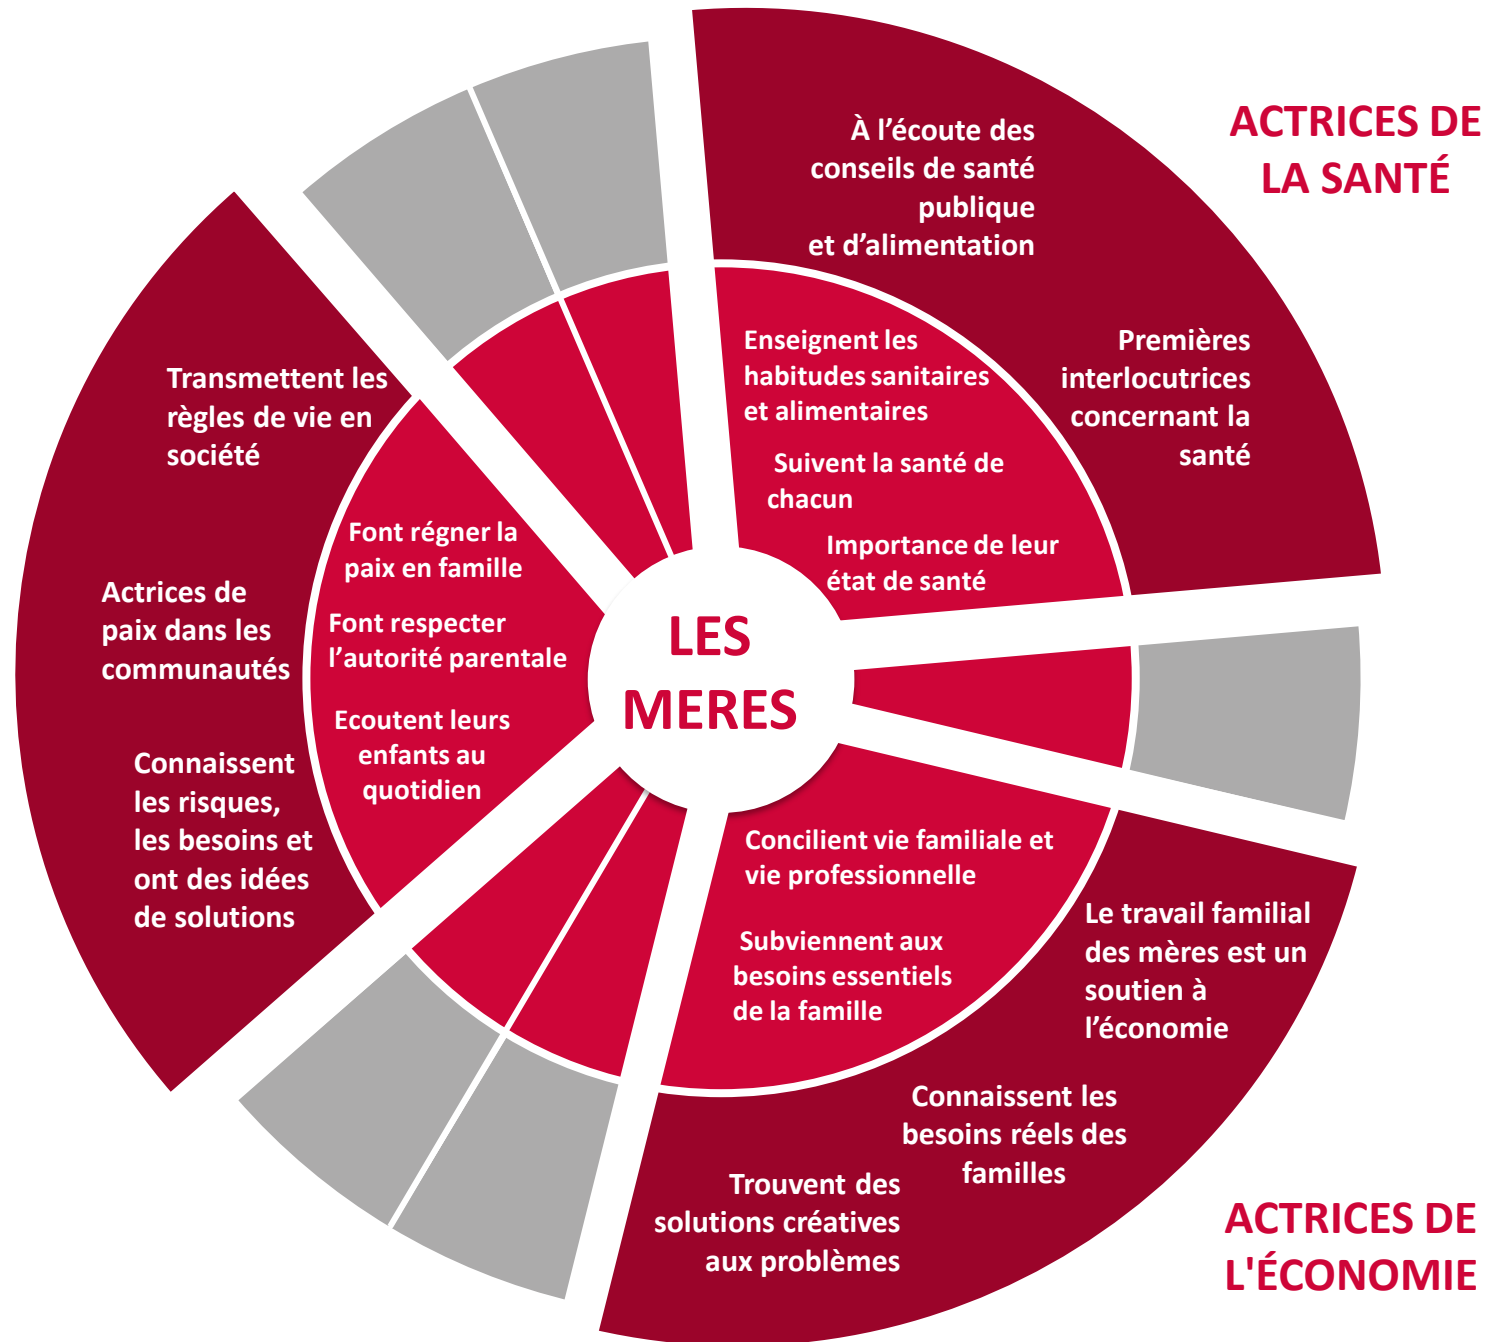 ACTRICES DE
LA SANTÉ
À l’écoute des
conseils de santé
publique
et d’alimentation
Premières
interlocutrices
concernant la
santé
Enseignent les
habitudes sanitaires
et alimentaires
Suivent la santé de
chacun
Importance de leur
état de santé
Transmettent les
règles de vie en
société
Actrices de
paix dans les
communautés
Connaissent
les risques,
les besoins et
ont des idées
de solutions
Font régner la
paix en famille
Font respecter
l’autorité parentale
Ecoutent leurs
enfants au
quotidien
LES
MERES
Concilient vie familiale et
vie professionnelle
Subviennent aux
besoins essentiels
de la famille
Le travail familial
des mères est un
soutien à
l’économie
Connaissent les
besoins réels des
familles
Trouvent des
solutions créatives
aux problèmes
ACTRICES DE
L'ÉCONOMIE